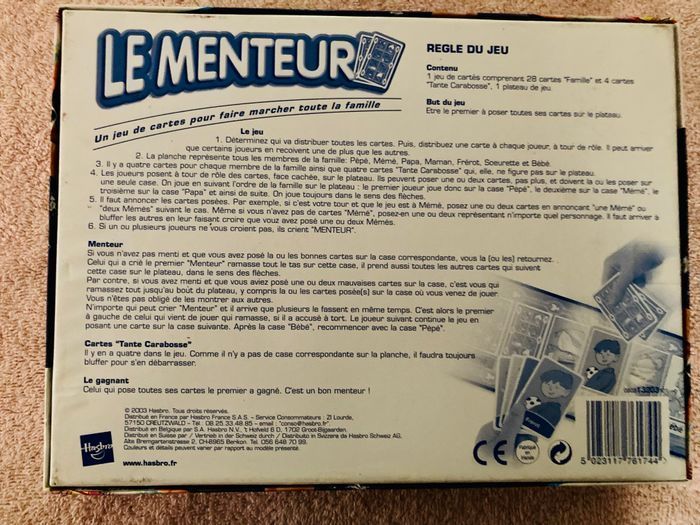 LE MENTEUR
Un jeu de cartes pour faire marcher toute la famille
REGLE DU JEU
Contenu
1 jeu de cartes comprenant 28 cartes "Famille" et 4 cartes
"Tante Carabosse", 1 plateau de jeu.
But du jeu
Etre le premier à poser toutes ses cartes sur le plateau.
Le jeu
1. Déterminez qui va distribuer toutes les cartes. Puis, distribuez une carte à chaque joueur, à tour de rôle. Il peut arriver
que certains joueurs en recoivent une de plus que les autres.
2. La planche représente tous les membres de la famille: Pépé, Mémé, Papa, Maman, Frérot, Soeurette et Bébé.
3. Il y a quatre cartes pour chaque membre de la famille ainsi que quatre cartes "Tante Carabosse" qui, elle, ne figure pas sur le plateau.
4. Les joueurs posent à tour de rôle des cartes, face cachée, sur le plateau. Ils peuvent poser une ou deux cartes, pas plus, et doivent la ou les poser sur
une seule case. On joue en suivant l'ordre de la famille sur le plateau : le premier joueur joue donc sur la case "Pépé", le deuxième sur la case "Mémé", le
troisième sur la case "Papa" et ainsi de suite. On joue toujours dans le sens des flèches.
5. Il faut annoncer les cartes posées. Par exemple, si c'est votre tour et que le jeu est à Mémé, posez une ou deux cartes en annonçant "une Mémé" ou
"deux Mémés" suivant le cas. Même si vous n'avez pas de cartes "Mémé", posez-en une ou deux représentant n'importe quel personnage. Il faut arriver à
bluffer les autres en leur faisant croire que vous avez mis une ou deux Mémés.
6. Si un ou plusieurs joueurs ne vous croient pas, ils crient "MENTEUR".
Menteur
Si vous n'avez pas menti et que vous avez posé la ou les bonnes cartes sur la case correspondante, vous la (ou les) retournez.
Celui qui a crié le premier "Menteur" ramasse tout le tas sur cette case, il prend aussi toutes les autres cartes qui suivent
cette case sur le plateau, dans le sens des flèches.
Par contre, si vous avez menti et que vous aviez posé une ou deux mauvaises cartes sur la case, c'est vous qui
ramassez tout jusqu'au bout du plateau, y compris la ou les cartes posée(s) sur la case où vous venez de jouer.
Vous n'êtes pas obligé de les montrer aux autres.
N'importe qui peut crier "Menteur" et il arrive que plusieurs le fassent en même temps. C'est alors le premier
à gauche de celui qui vient de jouer qui ramasse, si il a accusé à tort. Le joueur suivant continue le jeu en
posant une carte sur la case suivante. Après la case "Bébé", recommencer avec la case "Pépé".
Cartes "Tante Carabosse"
Il y en a quatre dans le jeu. Comme il n'y a pas de case correspondante sur la planche, il faudra toujours
bluffer pour s'en débarrasser.
Le gagnant
Celui qui pose toutes ses cartes le premier a gagné. C'est un bon menteur !
© 2003 Hasbro. Tous droits réservés.
Distribué en France par Hasbro France S.A.S. - Service Consommateurs : ZI Lourde,
57150 CREUTZWALD - Tél. : 08.25.33.48.85 - email : "conso@hasbro.fr".
Distribué en Belgique par S.A. Hasbro N.V., 't Hofveld 6 D, 1702 Groot-Bijgaarden.
Distribué en Suisse par / Vertrieb in der Schweiz durch / Distribuito in Svizzera da Hasbro Schweiz AG,
Alte Bremgartenstrasse 2, CH-8965 Berikon. Tel. 056 648 70 99.
Couleurs et détails peuvent varier par rapport au modèle présenté.
www.hasbro.fr
Hasbro
CE
Fabriqué
en
Irlande
13203
5 023117 761744